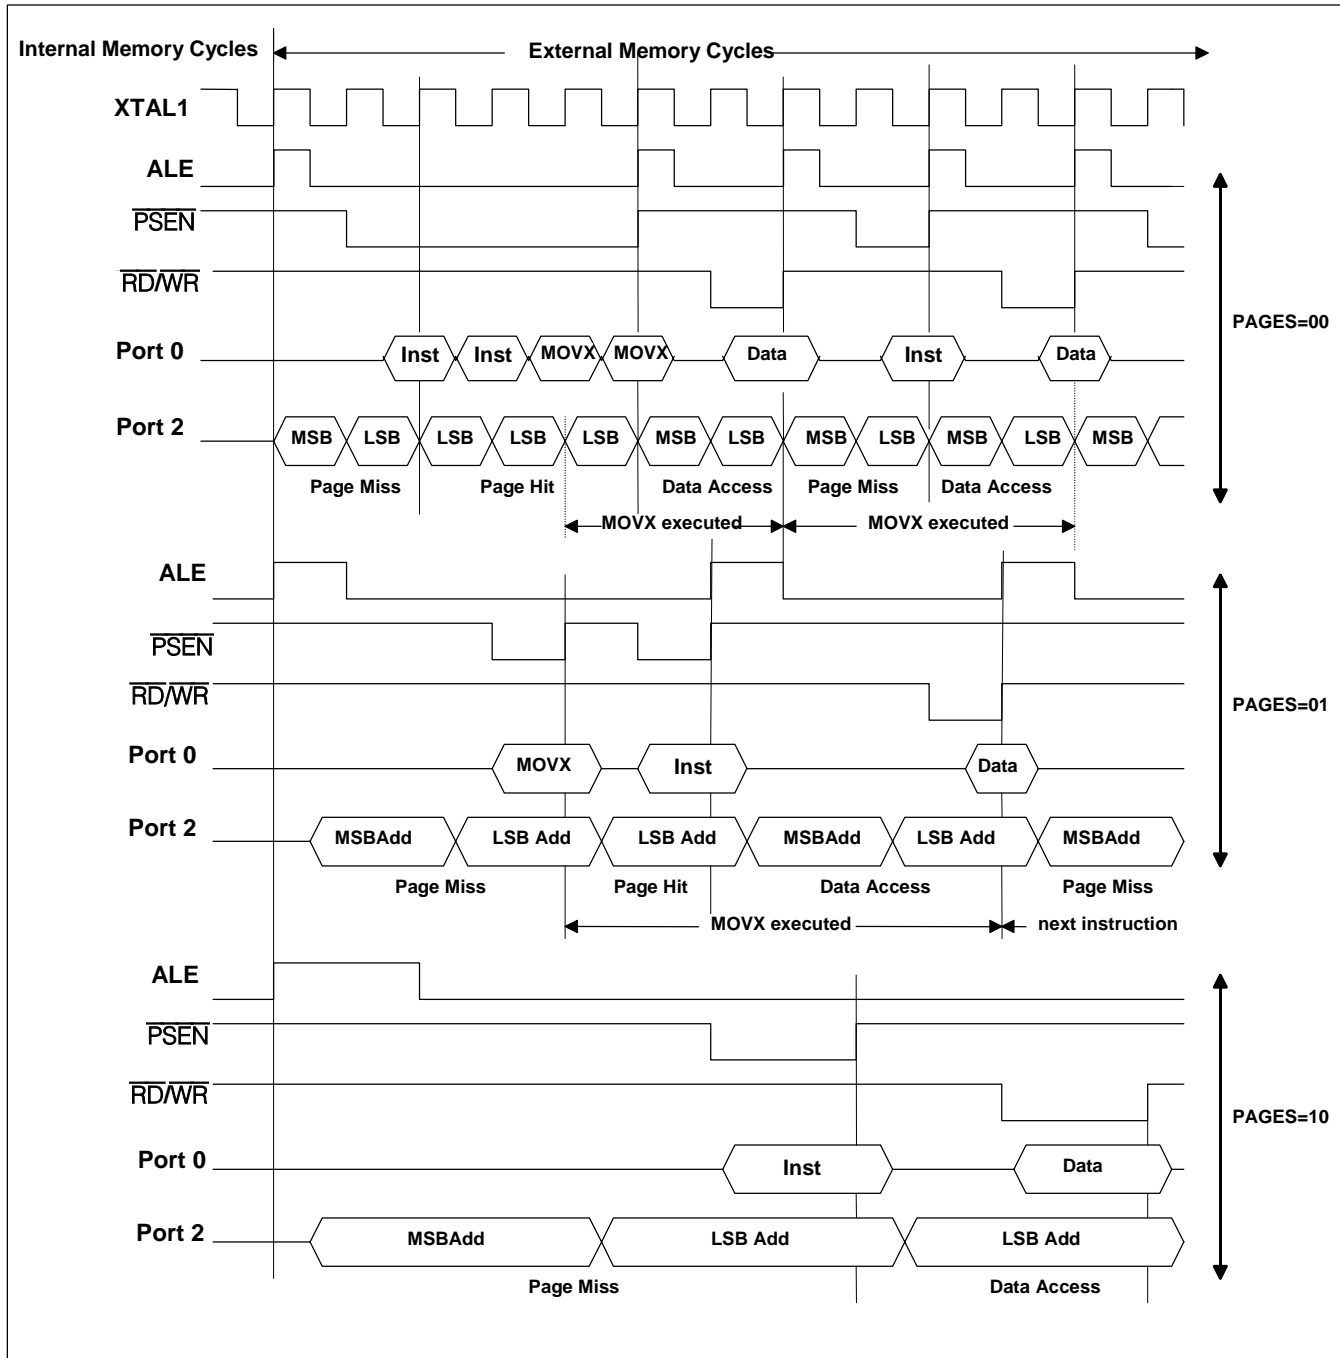 Internal Memory Cycles External Memory Cycles
XTAL1
ALE
PSEN
RD/WR
PAGES=00
Port 0 Inst Inst MOVX MOVX Data Inst Data
Port 2 MSB LSB LSB LSB LSB MSB LSB MSB LSB MSB LSB MSB
Page Miss Page Hit Data Access Page Miss Data Access
MOVX executed MOVX executed
ALE
PSEN
RD/WR
PAGES=01
Port 0 MOVX Inst Data
Port 2 MSBAdd LSB Add LSB Add MSBAdd LSB Add MSBAdd
Page Miss Page Hit Data Access Page Miss
MOVX executed next instruction
ALE
PSEN
RD/WR
PAGES=10
Port 0 Inst Data
Port 2 MSBAdd LSB Add LSB Add
Page Miss Data Access